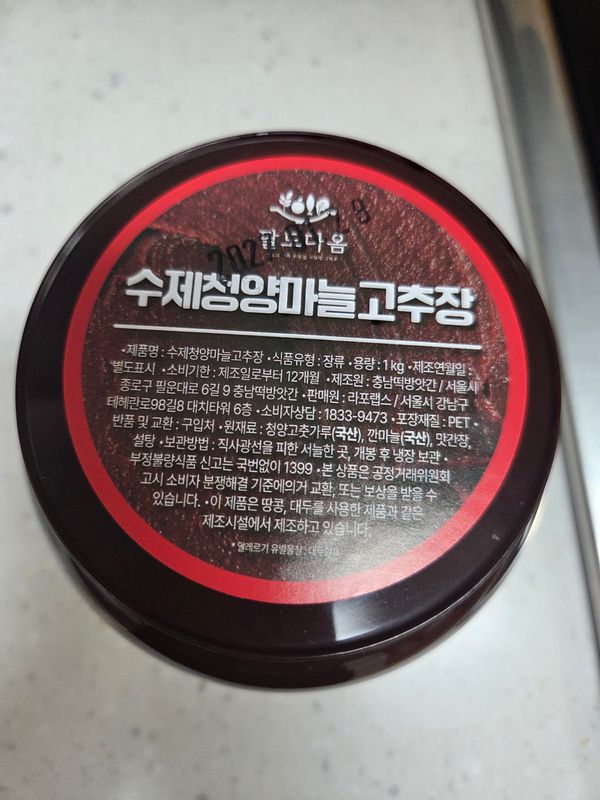 수제청양마늘고추장
•제품명 : 수제청양마늘고추장 •식품유형 : 장류 •용량 : 1 kg •제조연월일 :
별도표시 •소비기한 : 제조일로부터 12개월 •제조원 : 충남떡방앗간 / 서울시
종로구 필운대로 6길 9 충남떡방앗간 •판매원 : 라포랩스 / 서울시 강남구
테헤란로98길8 대치타워 6층 •소비자상담 : 1833-9473 •포장재질 : PET •
반품 및 교환 : 구입처 •원재료 : 청양고춧가루(국산), 깐마늘(국산), 맛간장,
설탕 •보관방법 : 직사광선을 피한 서늘한 곳, 개봉 후 냉장 보관 •
부정불량식품 신고는 국번없이 1399 •본 상품은 공정거래위원회
고시 소비자 분쟁해결 기준에의거 교환, 또는 보상을 받을 수
있습니다. •이 제품은 땅콩, 대두를 사용한 제품과 같은
제조시설에서 제조하고 있습니다.
* 알레르기 유발물질 : 대두